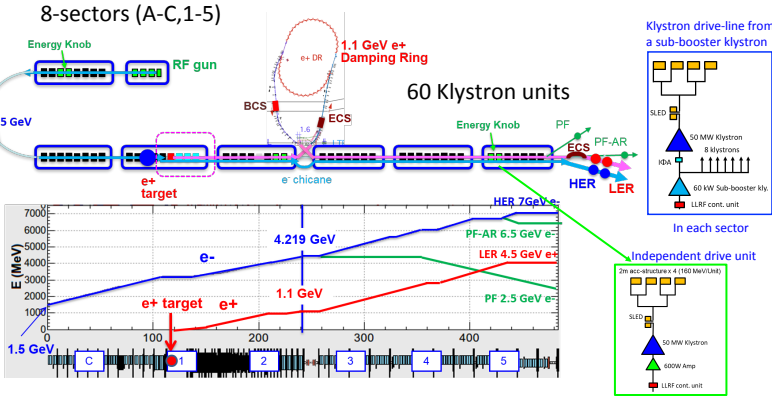 8-sectors (A-C,1-5)
Energy Knob
RF gun
e+ DR
1.1 GeV e+
Damping Ring
BCS
ECS
1.6
60 Klystron units
5 GeV
Energy Knob
PF
PF-AR
ECS
HER
LER
e+
target
e- chicane
Klystron drive-line from
a sub-booster klystron
SLED
50 MW Klystron
8 klystrons
60 kW Sub-booster kly.
LLRF cont. unit
In each sector
E (MeV)
7000
6000
5000
4000
3000
2000
1000
0
0
100
200
300
400
e-
4.219 GeV
HER 7GeV e-
PF-AR 6.5 GeV e-
LER 4.5 GeV e+
PF 2.5 GeV e-
e+ target
e+
1.1 GeV
1.5 GeV
C
1
2
3
4
5
Independent drive unit
2m acc-structure x 4 (160 MeV/Unit)
SLED
50 MW Klystron
600W Amp
LLRF cont. unit